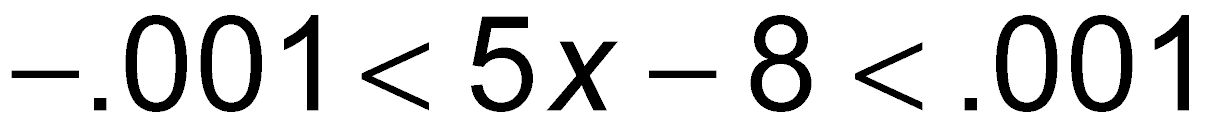 −.001 < 5x − 8 < .001